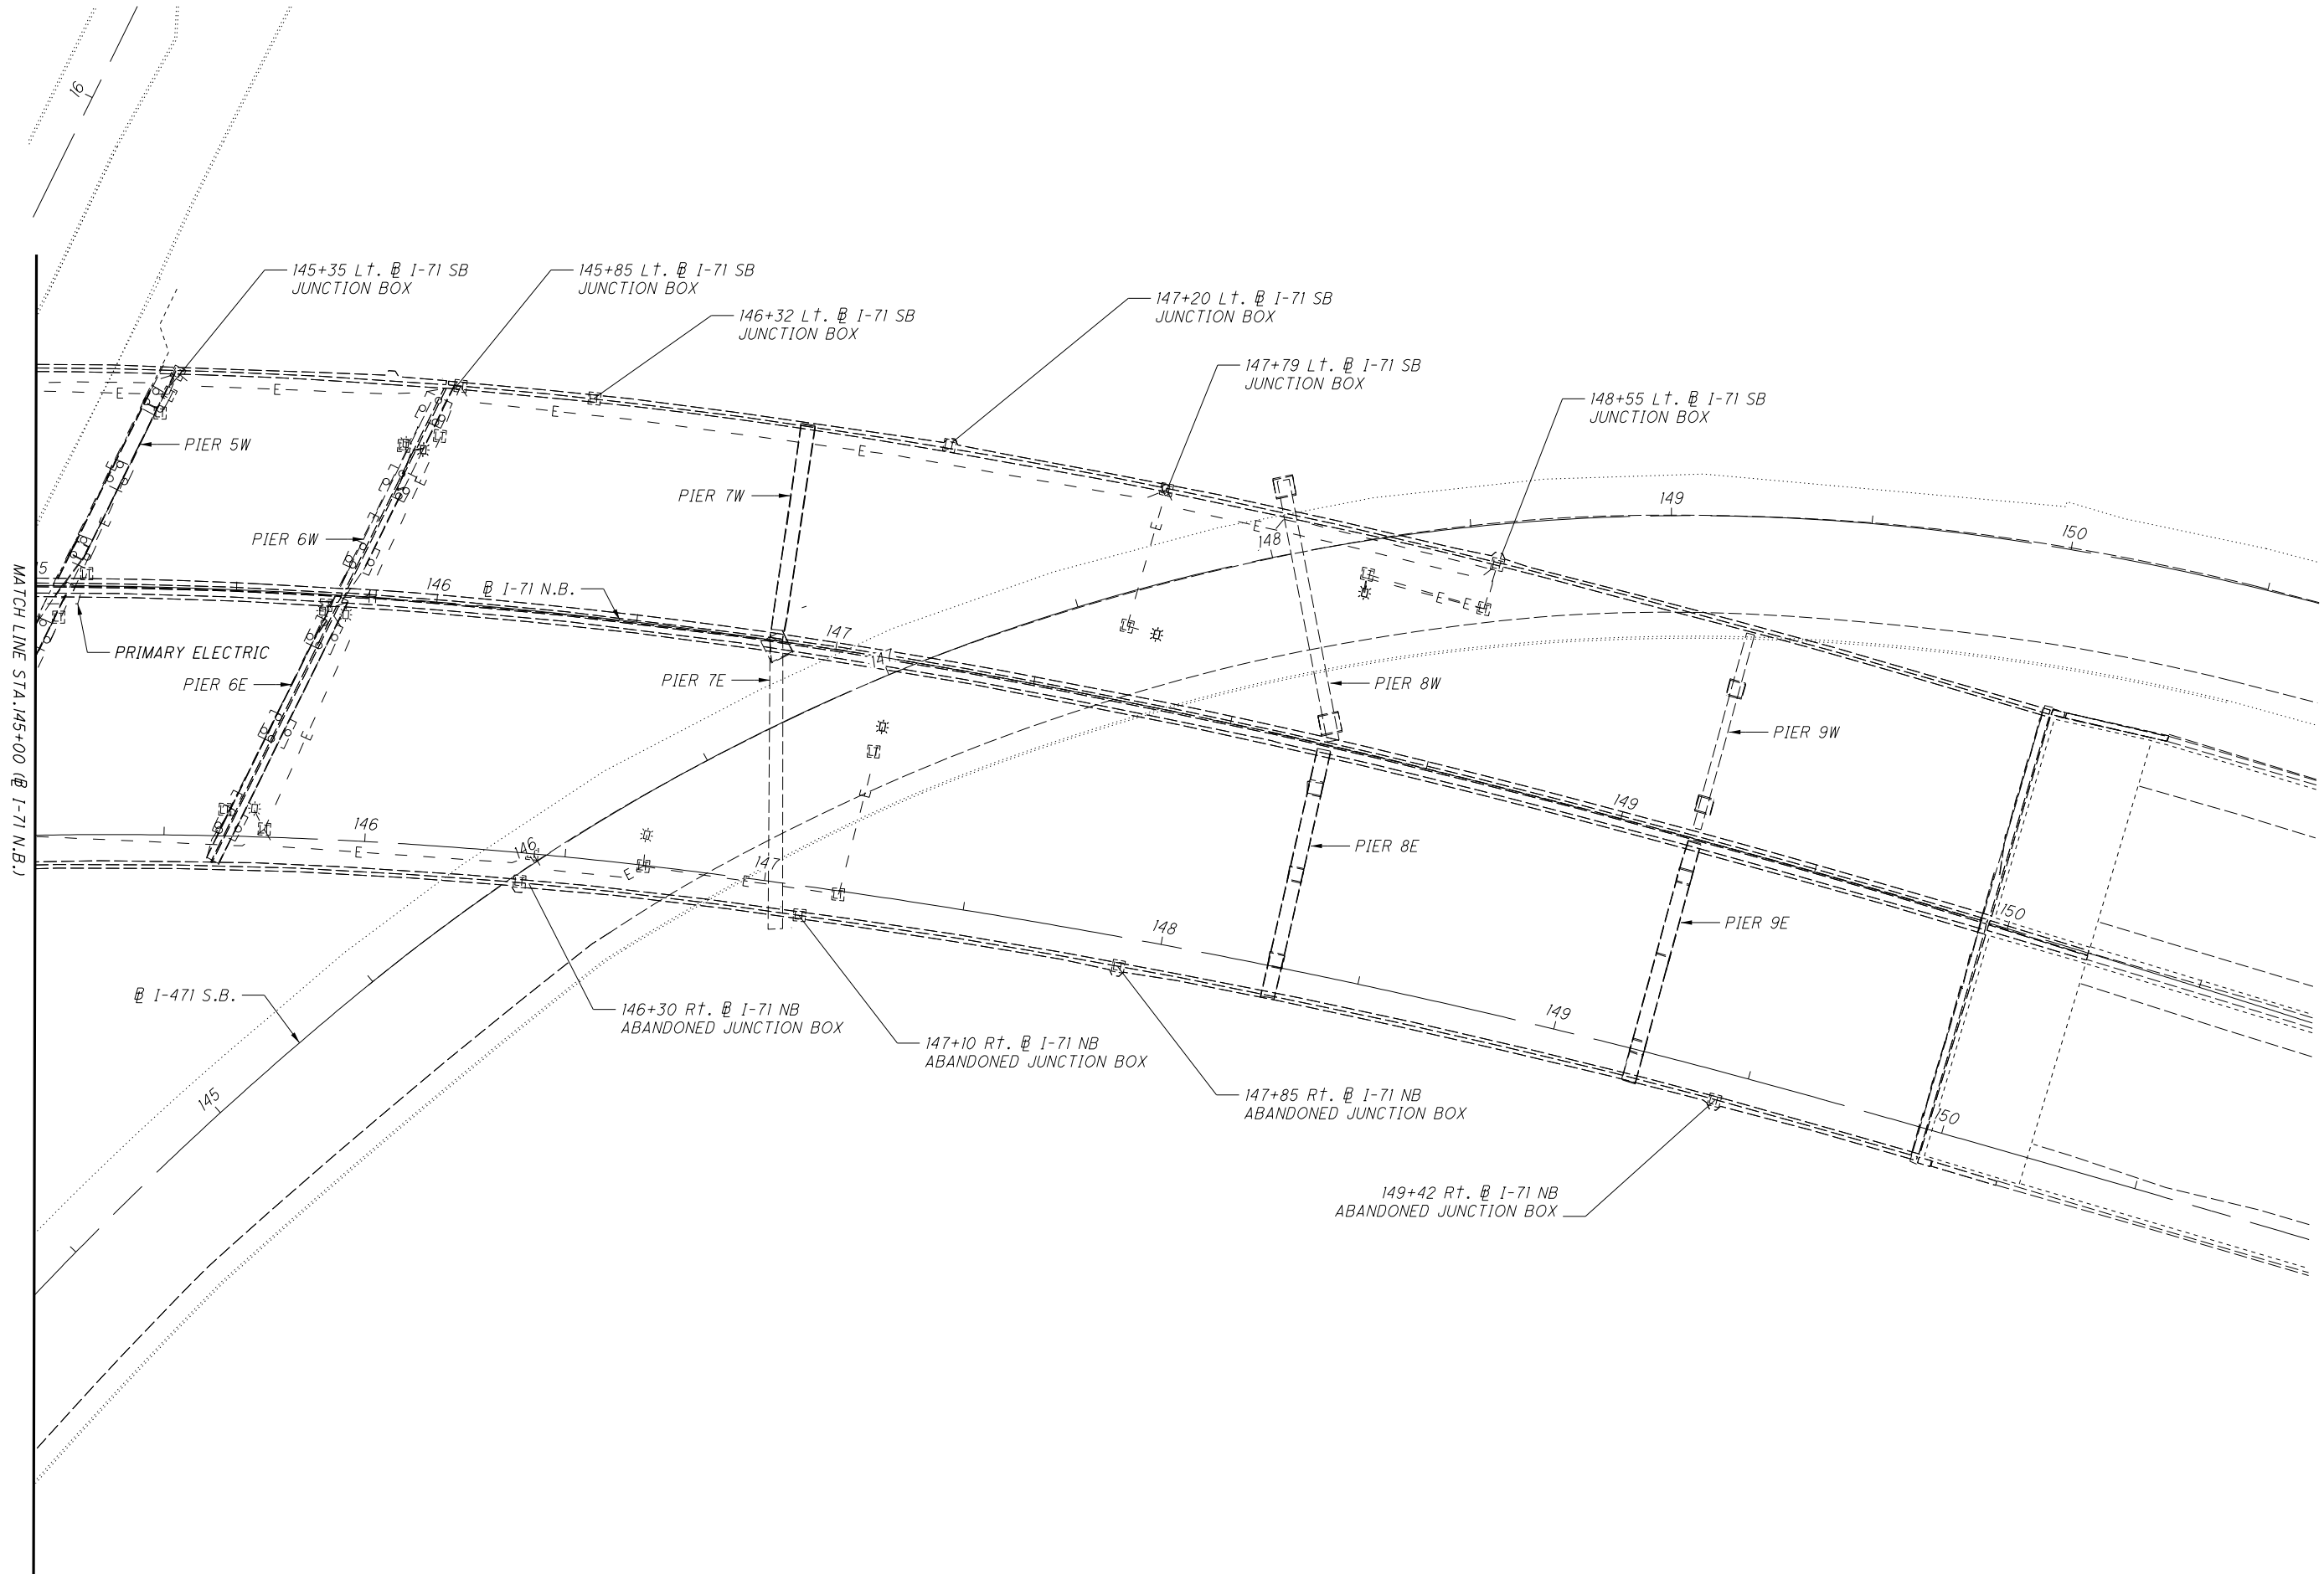 16
145+35 Lt. ⅊ I-71 SB
JUNCTION BOX
145+85 Lt. ⅊ I-71 SB
JUNCTION BOX
146+32 Lt. ⅊ I-71 SB
JUNCTION BOX
147+20 Lt. ⅊ I-71 SB
JUNCTION BOX
147+79 Lt. ⅊ I-71 SB
JUNCTION BOX
148+55 Lt. ⅊ I-71 SB
JUNCTION BOX
E
E
E
E
PIER 5W
PIER 7W
149
E
E
E
E
148
150
PIER 6W
5
146
⅊ I-71 N.B.
E
E
147
147
PRIMARY ELECTRIC
PIER 6E
PIER 7E
PIER 8W
E
PIER 9W
MATCH LINE STA.145+00 (⅊ I-71 N.B.)
E
149
146
E
146
147
E
E
PIER 8E
150
148
PIER 9E
⅊ I-471 S.B.
146+30 Rt. ⅊ I-71 NB
ABANDONED JUNCTION BOX
149
147+10 Rt. ⅊ I-71 NB
ABANDONED JUNCTION BOX
145
147+85 Rt. ⅊ I-71 NB
ABANDONED JUNCTION BOX
150
149+42 Rt. ⅊ I-71 NB
ABANDONED JUNCTION BOX